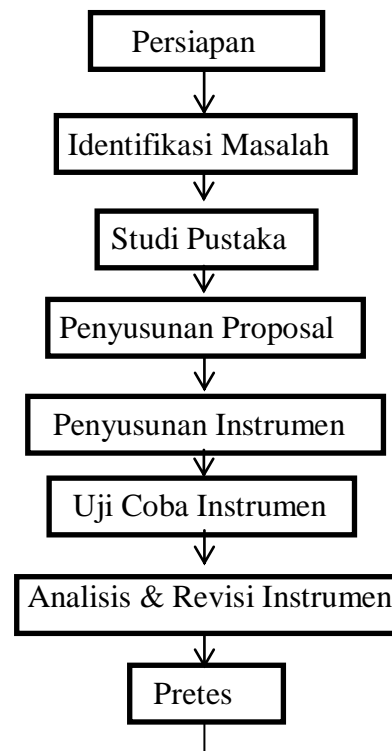 Persiapan
Identifikasi Masalah
Studi Pustaka
Penyusunan Proposal
Penyusunan Instrumen
Uji Coba Instrumen
Analisis & Revisi Instrumen
Pretes